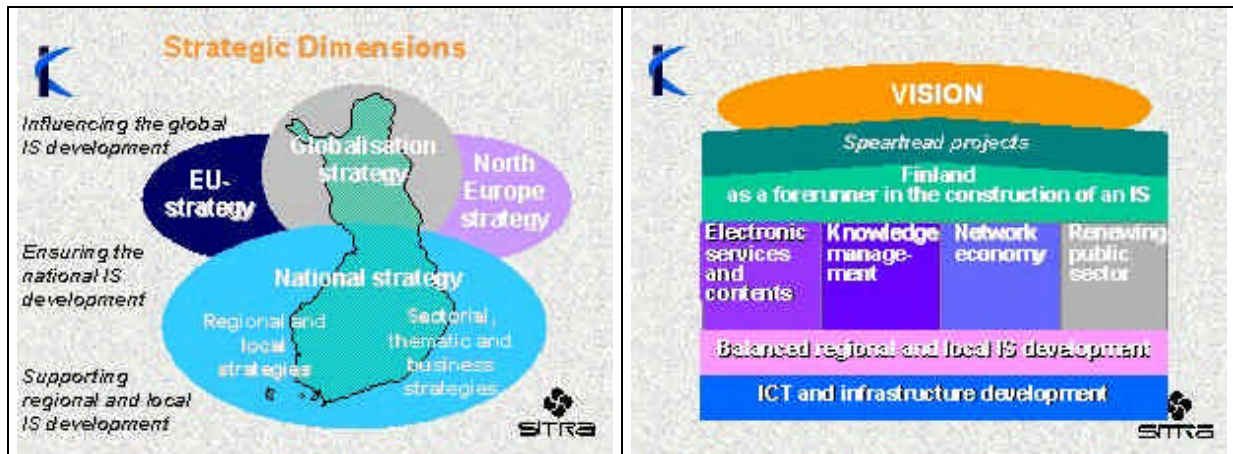 Strategic Dimensions
Influencing the global
IS development
Globalisation
strategy
EU-
strategy
North
Europe
strategy
Ensuring the
national IS
development
National strategy
Regional and
local
strategies
Sectorial,
thematic and
business
strategies
Supporting
regional and local
IS development
SITRA
VISION
Spearhead projects
Finland
as a forerunner in the construction of an IS
Electronic
services
and
contents
Knowledge
manage-
ment
Network
economy
Renewing
public
sector
Balanced regional and local IS development
ICT and infrastructure development
SITRA